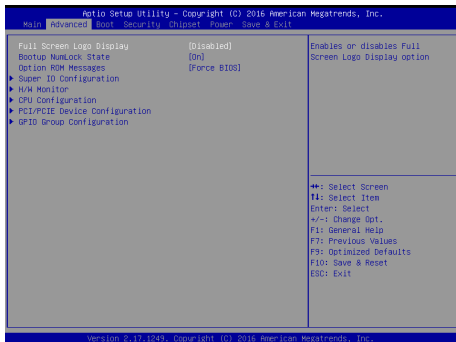 Aptio Setup Utility – Copyright (C) 2016 American Megatrends, Inc.
Main Advanced Boot Security Chipset Power Save & Exit
Full Screen Logo Display [Disabled]
Bootup NumLock State [On]
Option ROM Messages [Force BIOS]
Super IO Configuration
H/W Monitor
CPU Configuration
PCI/PCIE Device Configuration
GPIO Group Configuration
Enables or disables Full
Screen Logo Display option
→←: Select Screen
↑↓: Select Item
Enter: Select
+/-: Change Opt.
F1: General Help
F7: Previous Values
F9: Optimized Defaults
F10: Save & Reset
ESC: Exit
Version 2.17.1249. Copyright (C) 2016 American Megatrends, Inc.